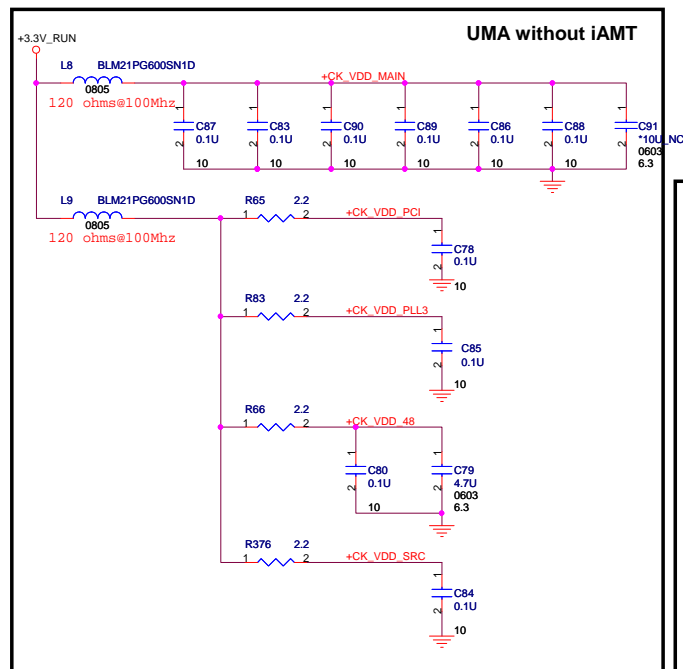 UMA without iAMT
+3.3V_RUN
L8 BLM21PG600SN1D
0805
120 ohms@100Mhz
+CK_VDD_MAIN
1 1 1 1 1 1 1
C87 C83 C90 C89 C86 C88 C91
0.1U 0.1U 0.1U 0.1U 0.1U 0.1U *10U_NC
2 2 2 2 2 2 2 0603
10 10 10 10 10 10 6.3
L9 BLM21PG600SN1D
0805
120 ohms@100Mhz
R65 2.2
1 2
+CK_VDD_PCI
1
C78
0.1U
2
10
R83 2.2
1 2
+CK_VDD_PLL3
1
C85
0.1U
2
10
R66 2.2
1 2
+CK_VDD_48
1 1
C80 C79
0.1U 4.7U
2 2 0603
10 6.3
R376 2.2
1 2
+CK_VDD_SRC
1
C84
0.1U
2
10